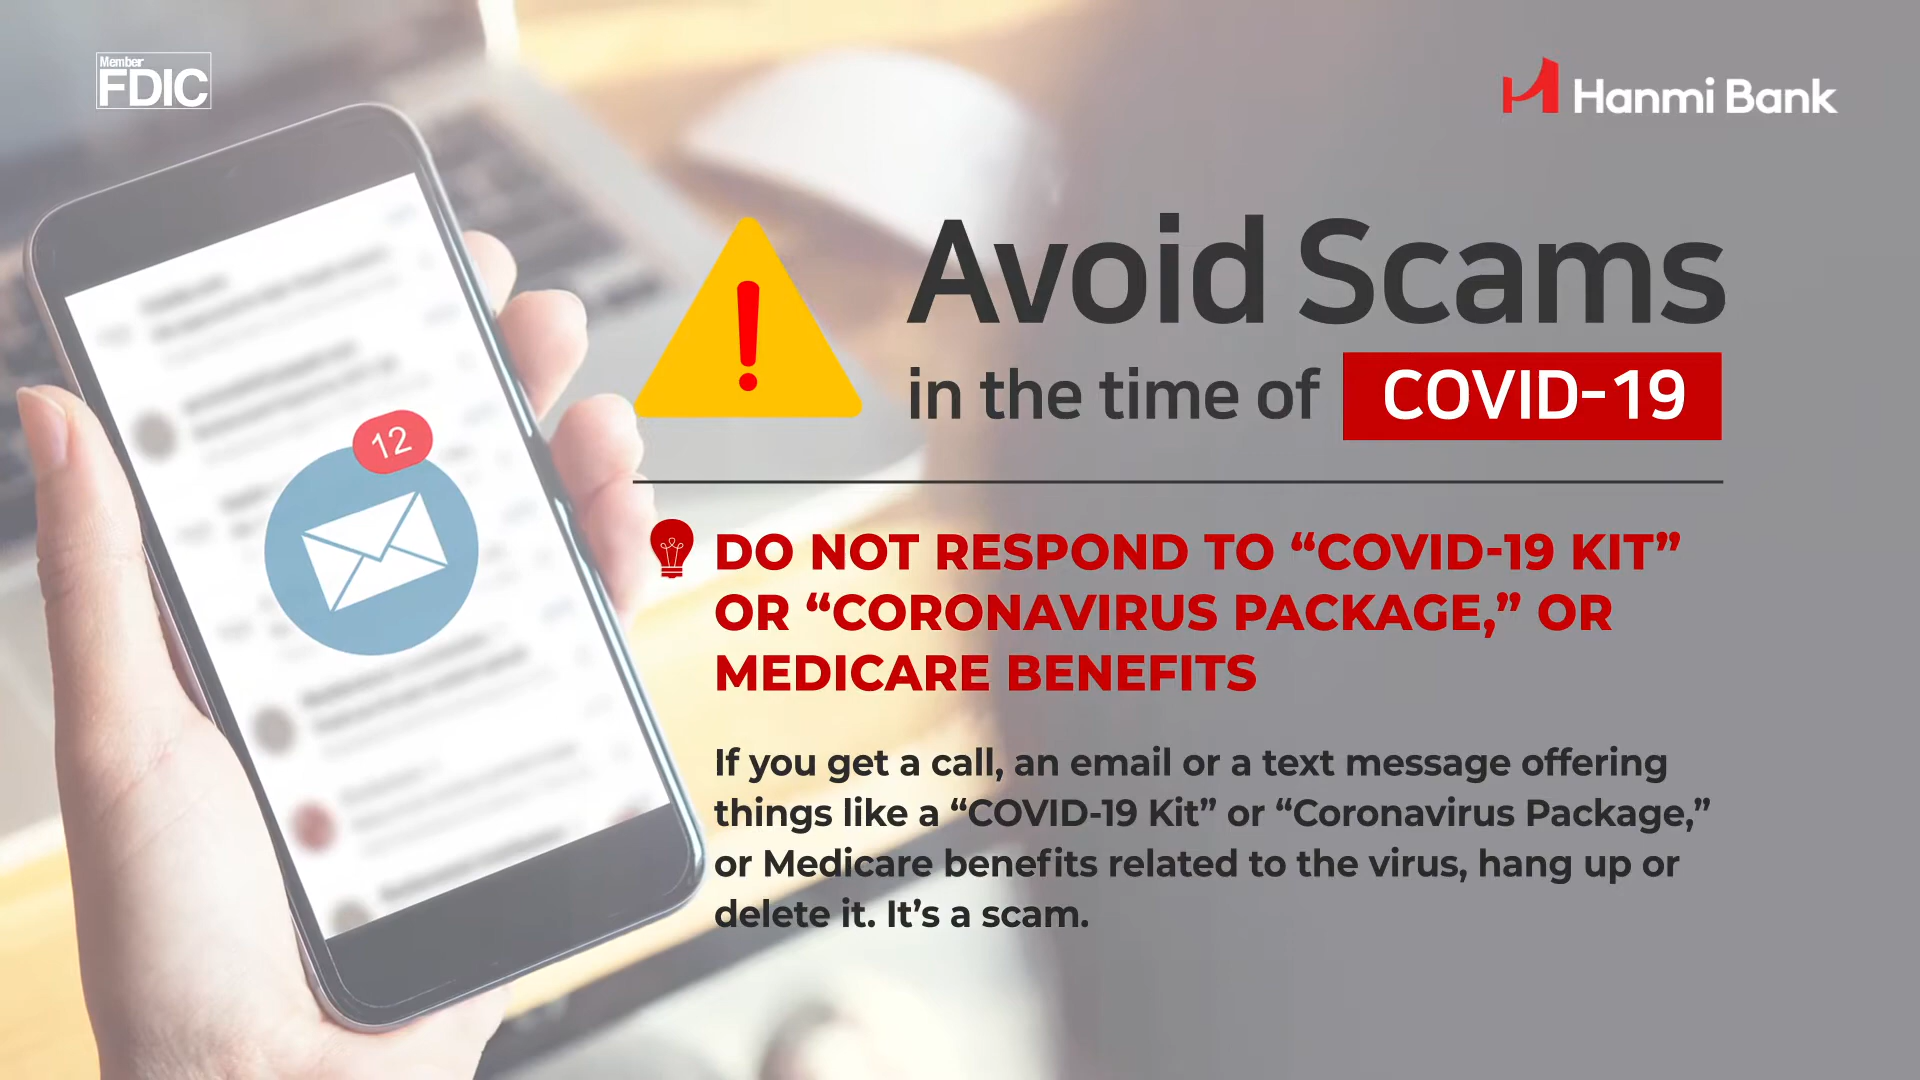 Member
FDIC
Hanmi Bank
Avoid Scams
in the time of COVID-19
DO NOT RESPOND TO “COVID-19 KIT”
OR “CORONAVIRUS PACKAGE,” OR
MEDICARE BENEFITS
If you get a call, an email or a text message offering
things like a “COVID-19 Kit” or “Coronavirus Package,”
or Medicare benefits related to the virus, hang up or
delete it. It’s a scam.
12